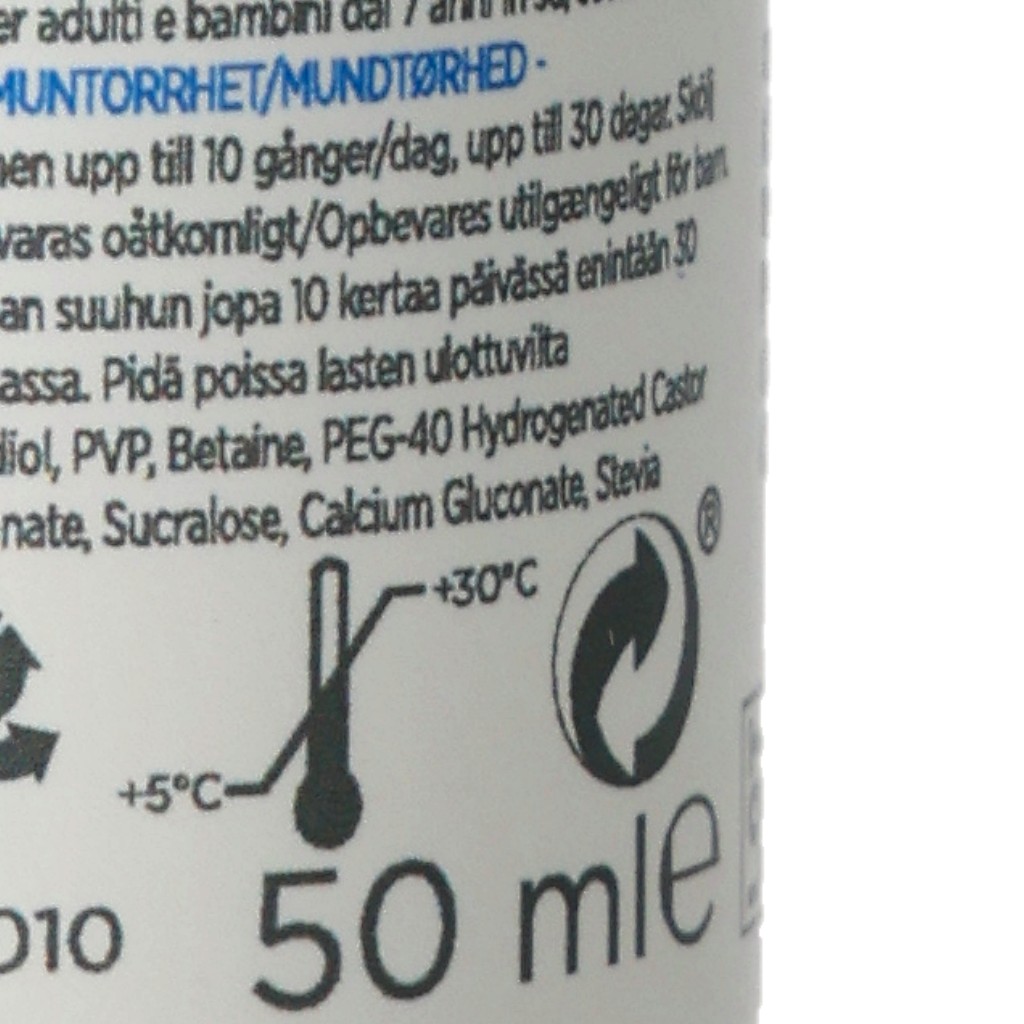 er adulti e bambini dai 7 anni in su,
MUNTORRHET/MUNDTØRHED -
nen upp till 10 gånger/dag, upp till 30 dagar. Skölj
varas oåtkomligt/Opbevares utilgængeligt for børn.
an suuhun jopa 10 kertaa päivässä enintään 30
assa. Pidä poissa lasten ulottuvilta
diol, PVP, Betaine, PEG-40 Hydrogenated Castor
nate, Sucralose, Calcium Gluconate, Stevia
®
+30°C
+5°C
50 ml e
010